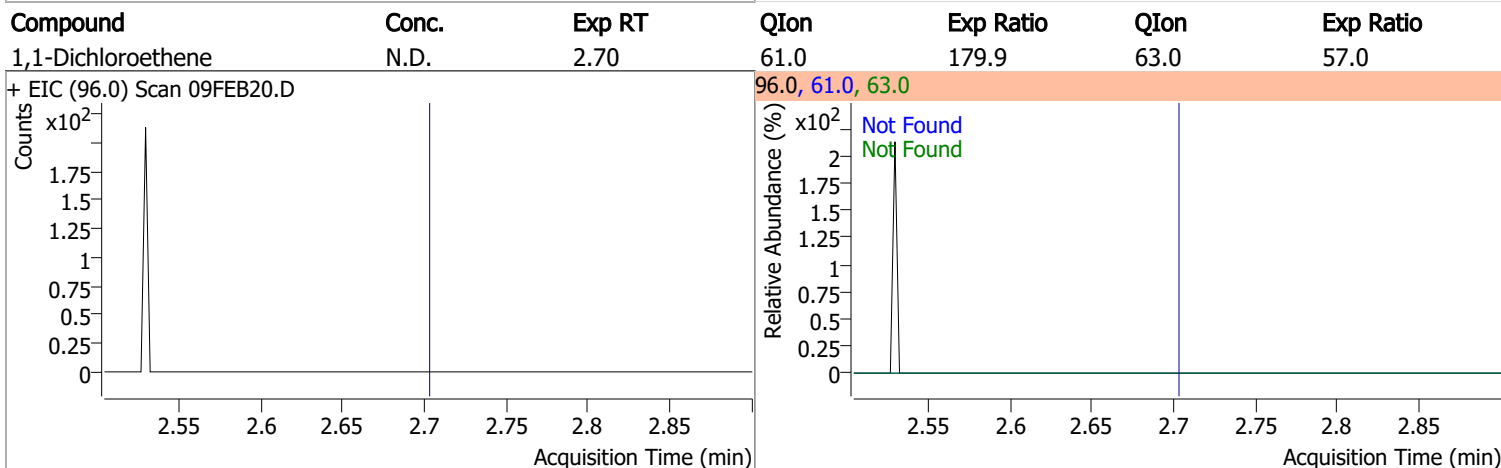 Compound Conc. Exp RT QIon Exp Ratio QIon Exp Ratio
1,1-Dichloroethene N.D. 2.70 61.0 179.9 63.0 57.0
+ EIC (96.0) Scan 09FEB20.D
Counts
x10²
1.75
1.5
1.25
1
0.75
0.5
0.25
0
2.55 2.6 2.65 2.7 2.75 2.8 2.85
Acquisition Time (min)
96.0, 61.0, 63.0
Relative Abundance (%)
x10²
Not Found
Not Found
2
1.75
1.5
1.25
1
0.75
0.5
0.25
0
2.55 2.6 2.65 2.7 2.75 2.8 2.85
Acquisition Time (min)